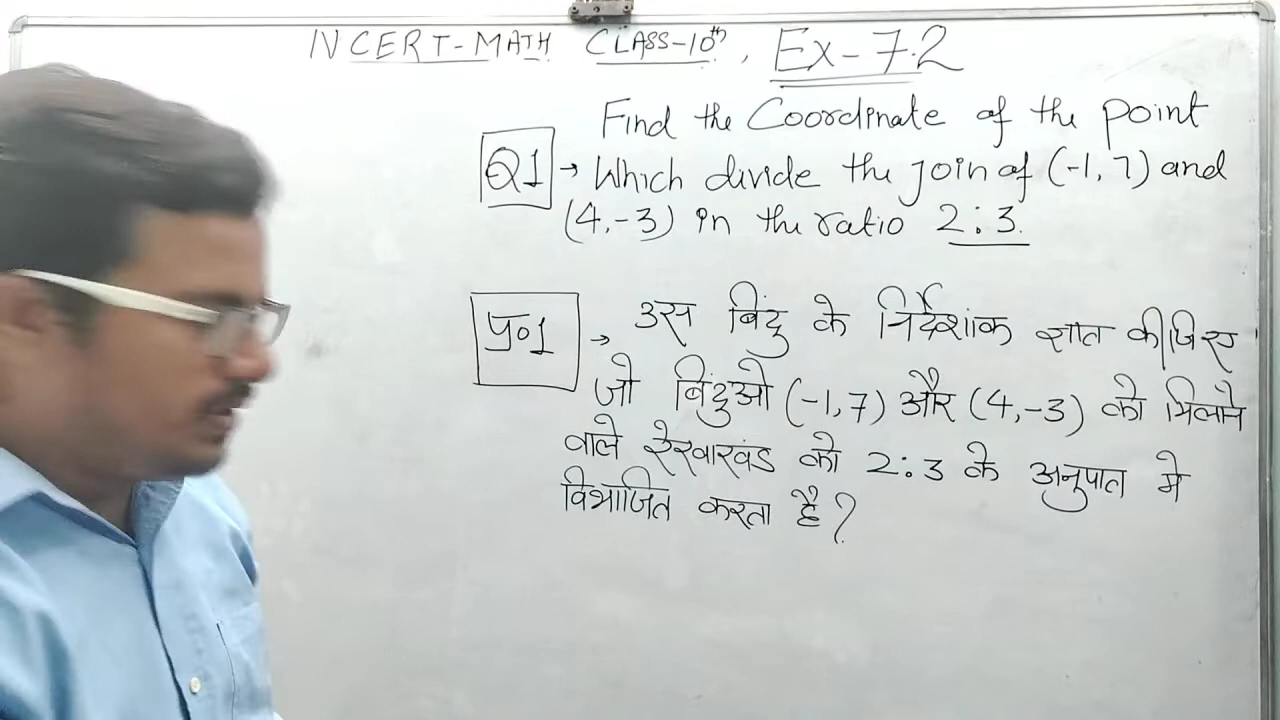 NCERT-MATH CLASS-10th, Ex-7.2
Find the Coordinate of the point
Q1 → Which divide the join of (-1, 7) and
(4,-3) in the ratio 2:3.
प्र०1 → उस बिंदु के निर्देशांक ज्ञात कीजिए
जो बिंदुओ (-1,7) और (4,-3) को मिलाने
वाले रेखाखंड को 2:3 के अनुपात मे
विभाजित करता है?